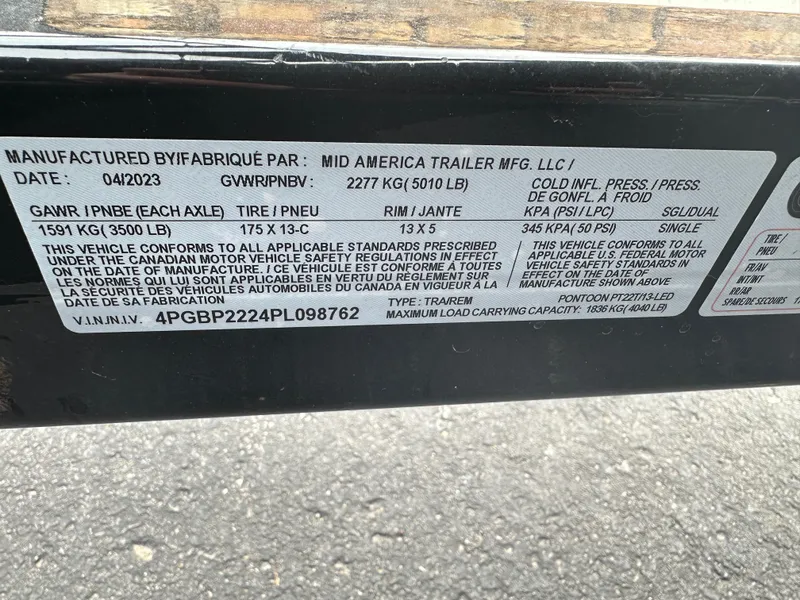 MANUFACTURED BY/FABRIQUÉ PAR : MID AMERICA TRAILER MFG. LLC /
DATE : 04/2023 GVWR/PNBV : 2277 KG( 5010 LB) COLD INFL. PRESS. / PRESS.
DE GONFL. À FROID
GAWR / PNBE (EACH AXLE) TIRE / PNEU RIM / JANTE KPA (PSI / LPC) SGL/DUAL
1591 KG( 3500 LB) 175 X 13-C 13 X 5 345 KPA( 50 PSI) SINGLE
THIS VEHICLE CONFORMS TO ALL APPLICABLE STANDARDS PRESCRIBED
UNDER THE CANADIAN MOTOR VEHICLE SAFETY REGULATIONS IN EFFECT
ON THE DATE OF MANUFACTURE. / CE VÉHICULE EST CONFORME À TOUTES
LES NORMES QUI LUI SONT APPLICABLES EN VERTU DU RÈGLEMENT SUR
LA SÉCURITÉ DES VÉHICULES AUTOMOBILES DU CANADA EN VIGUEUR À LA
DATE DE SA FABRICATION
THIS VEHICLE CONFORMS TO ALL
APPLICABLE U.S. FEDERAL MOTOR
VEHICLE SAFETY STANDARDS IN
EFFECT ON THE DATE OF
MANUFACTURE SHOWN ABOVE
V.I.N./N.I.V. 4PGBP2224PL098762
TYPE : TRA/REM PONTOON PT22T/13-LED
MAXIMUM LOAD CARRYING CAPACITY: 1836 KG( 4040 LB)
TIRE /
PNEU
FR/AV
INT/INT
RR/AR
SPARE/DE SECOURS